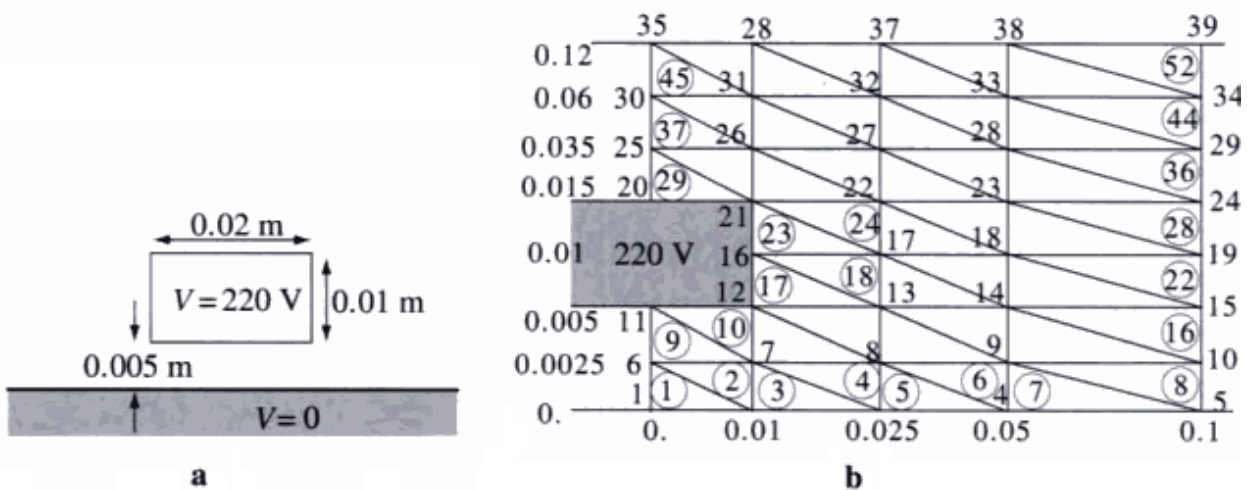 0.02 m
V = 220 V
0.01 m
0.005 m
V = 0
a
35 28 37 38 39
0.12
45 31 32 33 52
0.06 30 34
37 26 27 28 44
0.035 25 29
29 22 23 36
0.015 20 24
21 23 24 17 18 28
0.01 220 V 16 19
17 18 22
12 13 14 15
0.005 11
9 10 16
7 8 9
0.0025 6 10
1 1 2 3 4 5 6 4 7 8 5
0.
0. 0.01 0.025 0.05 0.1
b